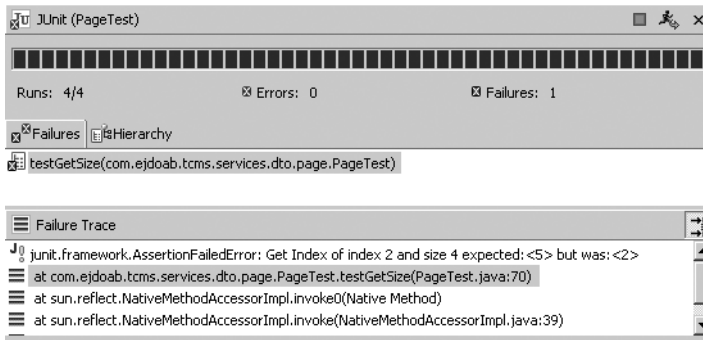 JUnit (PageTest)
Runs: 4/4 Errors: 0 Failures: 1
Failures Hierarchy
testGetSize(com.ejdoab.tcms.services.dto.page.PageTest)
Failure Trace
junit.framework.AssertionFailedError: Get Index of index 2 and size 4 expected:<5> but was:<2>
at com.ejdoab.tcms.services.dto.page.PageTest.testGetSize(PageTest.java:70)
at sun.reflect.NativeMethodAccessorImpl.invoke0(Native Method)
at sun.reflect.NativeMethodAccessorImpl.invoke(NativeMethodAccessorImpl.java:39)